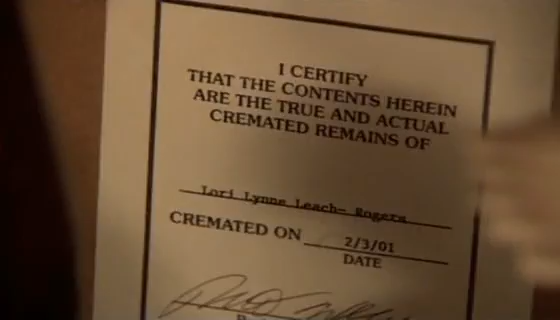 I CERTIFY
THAT THE CONTENTS HEREIN
ARE THE TRUE AND ACTUAL
CREMATED REMAINS OF
Lori Lynne Leach- Rogers
CREMATED ON 2/3/01
DATE